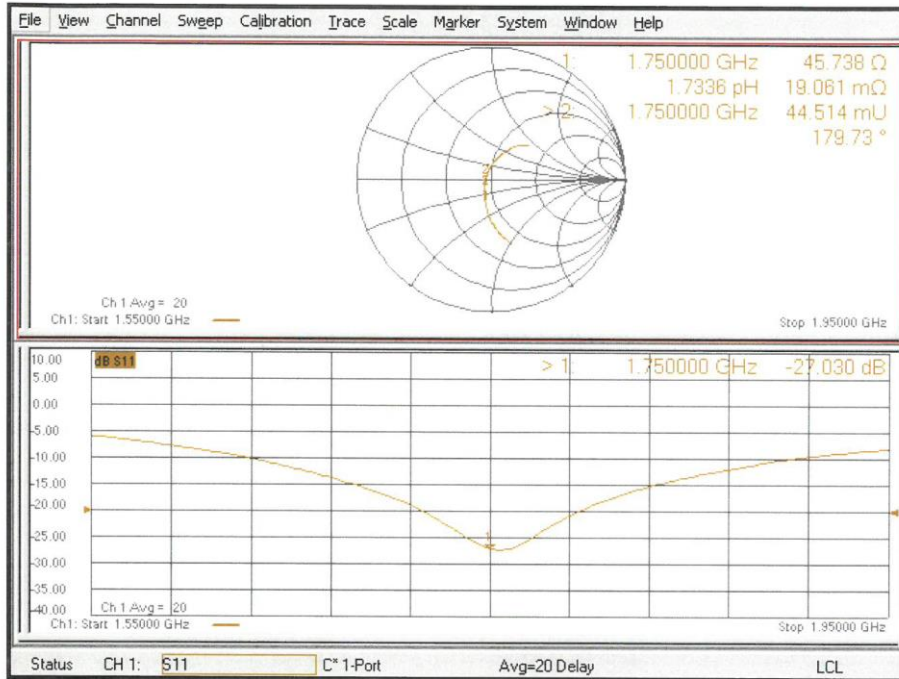 File View Channel Sweep Calibration Trace Scale Marker System Window Help
1: 1.750000 GHz 45.738 Ω
1.7336 pH 19.061 mΩ
> 2: 1.750000 GHz 44.514 mU
179.73 °
Ch 1 Avg = 20
Ch1: Start 1.55000 GHz
Stop 1.95000 GHz
10.00
dB S11
> 1: 1.750000 GHz -27.030 dB
5.00
0.00
-5.00
-10.00
-15.00
-20.00
-25.00
1
-30.00
-35.00
-40.00
Ch 1 Avg = 20
Ch1: Start 1.55000 GHz
Stop 1.95000 GHz
Status CH 1: S11 C* 1-Port Avg=20 Delay LCL